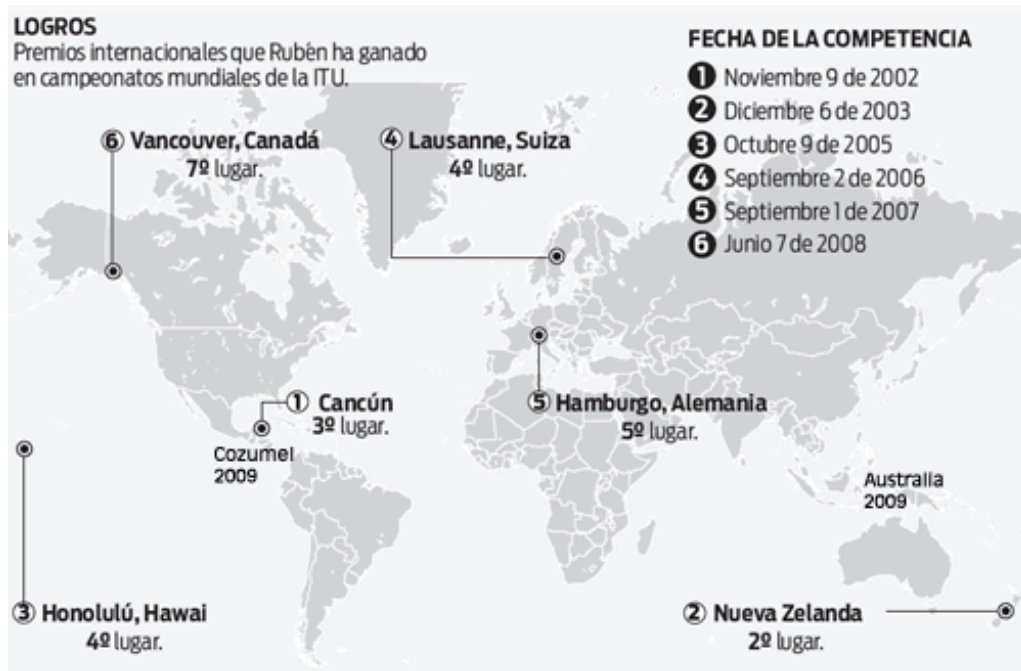 LOGROS
Premios internacionales que Rubén ha ganado
en campeonatos mundiales de la ITU.
FECHA DE LA COMPETENCIA
1 Noviembre 9 de 2002
2 Diciembre 6 de 2003
3 Octubre 9 de 2005
4 Septiembre 2 de 2006
5 Septiembre 1 de 2007
6 Junio 7 de 2008
6 Vancouver, Canadá
7º lugar.
4 Lausanne, Suiza
4º lugar.
1 Cancún
3º lugar.
Cozumel
2009
5 Hamburgo, Alemania
5º lugar.
Australia
2009
3 Honolulú, Hawai
4º lugar.
2 Nueva Zelanda
2º lugar.